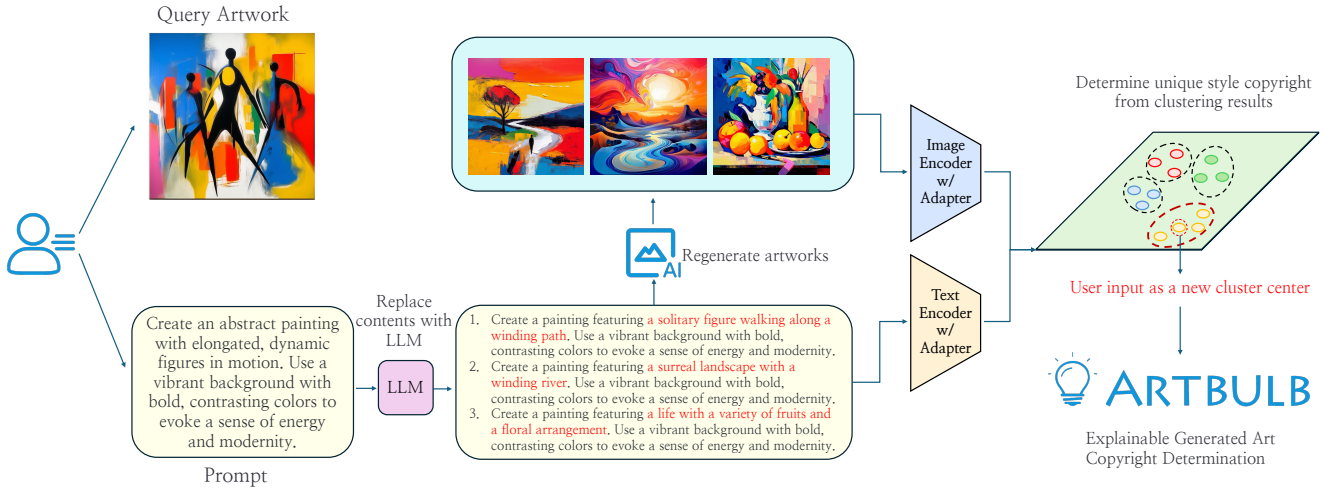 Query Artwork
Create an abstract painting
with elongated, dynamic
figures in motion. Use a
vibrant background with
bold, contrasting colors to
evoke a sense of energy
and modernity.
Prompt
Replace
contents with
LLM
LLM
1. Create a painting featuring a solitary figure walking along a
winding path. Use a vibrant background with bold,
contrasting colors to evoke a sense of energy and modernity.
2. Create a painting featuring a surreal landscape with a
winding river. Use a vibrant background with bold,
contrasting colors to evoke a sense of energy and modernity.
3. Create a painting featuring a life with a variety of fruits and
a floral arrangement. Use a vibrant background with bold,
contrasting colors to evoke a sense of energy and modernity.
AI
Regenerate artworks
Image
Encoder
w/
Adapter
Text
Encoder
w/
Adapter
Determine unique style copyright
from clustering results
User input as a new cluster center
ARTBULB
Explainable Generated Art
Copyright Determination